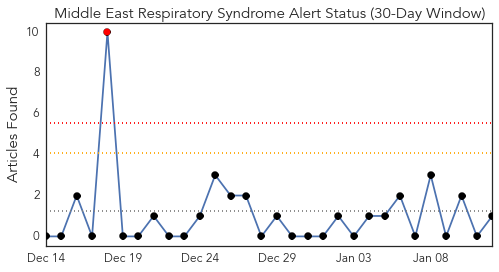 Middle East Respiratory Syndrome Alert Status (30-Day Window)
Articles Found
10
8
6
4
2
0
Dec 14 Dec 19 Dec 24 Dec 29 Jan 03 Jan 08